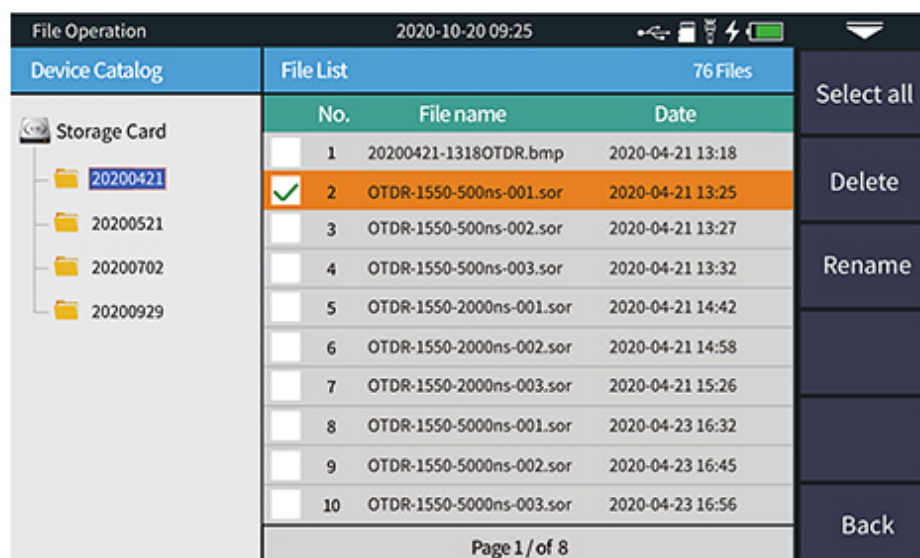 File Operation 2020-10-20 09:25
Device Catalog File List 76 Files
Select all
No. File name Date
Storage Card
1 20200421-1318OTDR.bmp 2020-04-21 13:18
20200421
2 OTDR-1550-500ns-001.sor 2020-04-21 13:25
Delete
20200521
3 OTDR-1550-500ns-002.sor 2020-04-21 13:27
20200702
4 OTDR-1550-500ns-003.sor 2020-04-21 13:32
Rename
20200929
5 OTDR-1550-2000ns-001.sor 2020-04-21 14:42
6 OTDR-1550-2000ns-002.sor 2020-04-21 14:58
7 OTDR-1550-2000ns-003.sor 2020-04-21 15:26
8 OTDR-1550-5000ns-001.sor 2020-04-23 16:32
9 OTDR-1550-5000ns-002.sor 2020-04-23 16:45
10 OTDR-1550-5000ns-003.sor 2020-04-23 16:56
Back
Page 1 / of 8